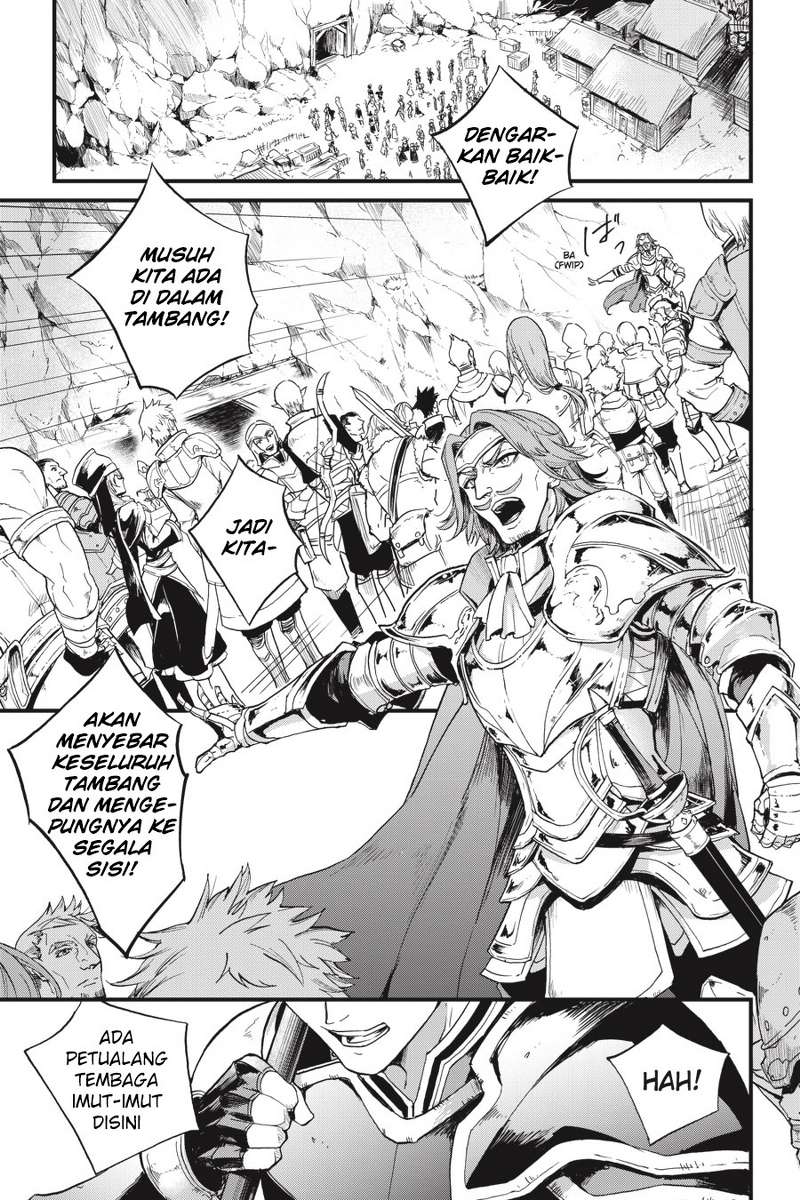 DENGAR-
KAN BAIK-
BAIK!
ばっ
BA
(FWIP)
MUSUH
KITA ADA
DI DALAM
TAMBANG!
JADI
KITA-
AKAN
MENYEBAR
KESELURUH
TAMBANG
DAN MENGE-
PUNGNYA KE
SEGALA
SISI!
HAH!
ADA
PETUALANG
TEMBAGA
IMUT-IMUT
DISINI